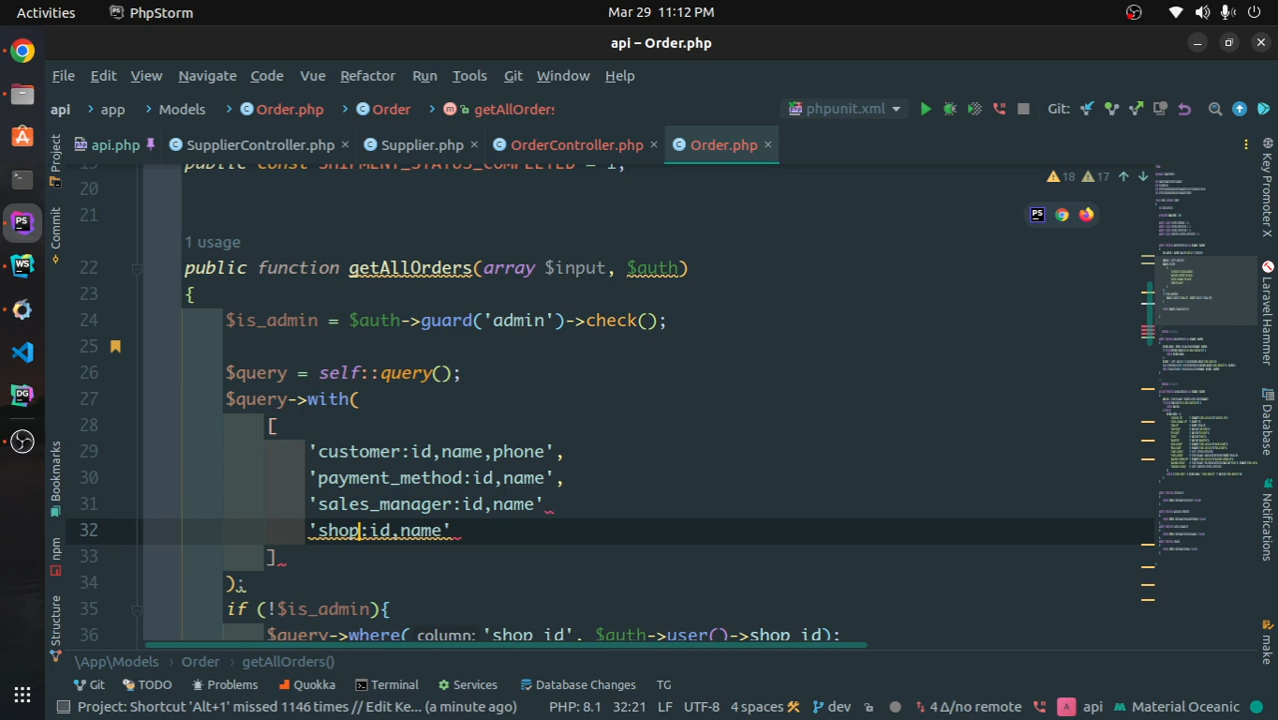 Activities PhpStorm Mar 29 11:12 PM
api – Order.php
File Edit View Navigate Code Vue Refactor Run Tools Git Window Help
api app Models Order.php Order getAllOrders phpunit.xml Git:
api.php SupplierController.php Supplier.php OrderController.php Order.php
19 public const SHIPMENT_STATUS_COMPLETED = 1;
20 18 17
21
1 usage
22 public function getAllOrders(array $input, $auth)
23 {
24 $is_admin = $auth->guard('admin')->check();
25
26 $query = self::query();
27 $query->with(
28 [
29 'customer:id,name,phone',
30 'payment_method:id,name',
31 'sales_manager:id,name'
32 'shop:id,name'
33 ]
34 );
35 if (!$is_admin){
36 $query->where( column: 'shop_id', $auth->user()->shop_id);
Project
Commit
Bookmarks
npm
Structure
Key Promoter X
Laravel Hammer
Database
Notifications
make
\App\Models Order getAllOrders()
Git TODO Problems Quokka Terminal Services Database Changes TG
Project: Shortcut 'Alt+1' missed 1146 times // Edit Ke... (a minute ago) PHP: 8.1 32:21 LF UTF-8 4 spaces dev 4 Δ/no remote A api Material Oceanic